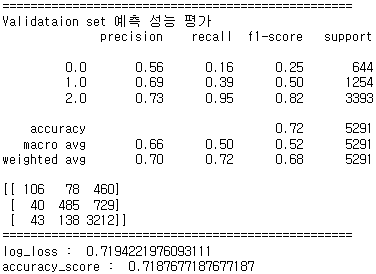 ==================================================
Validataion set 예측 성능 평가
precision recall f1-score support
0.0 0.56 0.16 0.25 644
1.0 0.69 0.39 0.50 1254
2.0 0.73 0.95 0.82 3393
accuracy 0.72 5291
macro avg 0.66 0.50 0.52 5291
weighted avg 0.70 0.72 0.68 5291
[[ 106 78 460]
[ 40 485 729]
[ 43 138 3212]]
==================================================
log_loss : 0.7194221976093111
accuracy_score : 0.7187677187677187